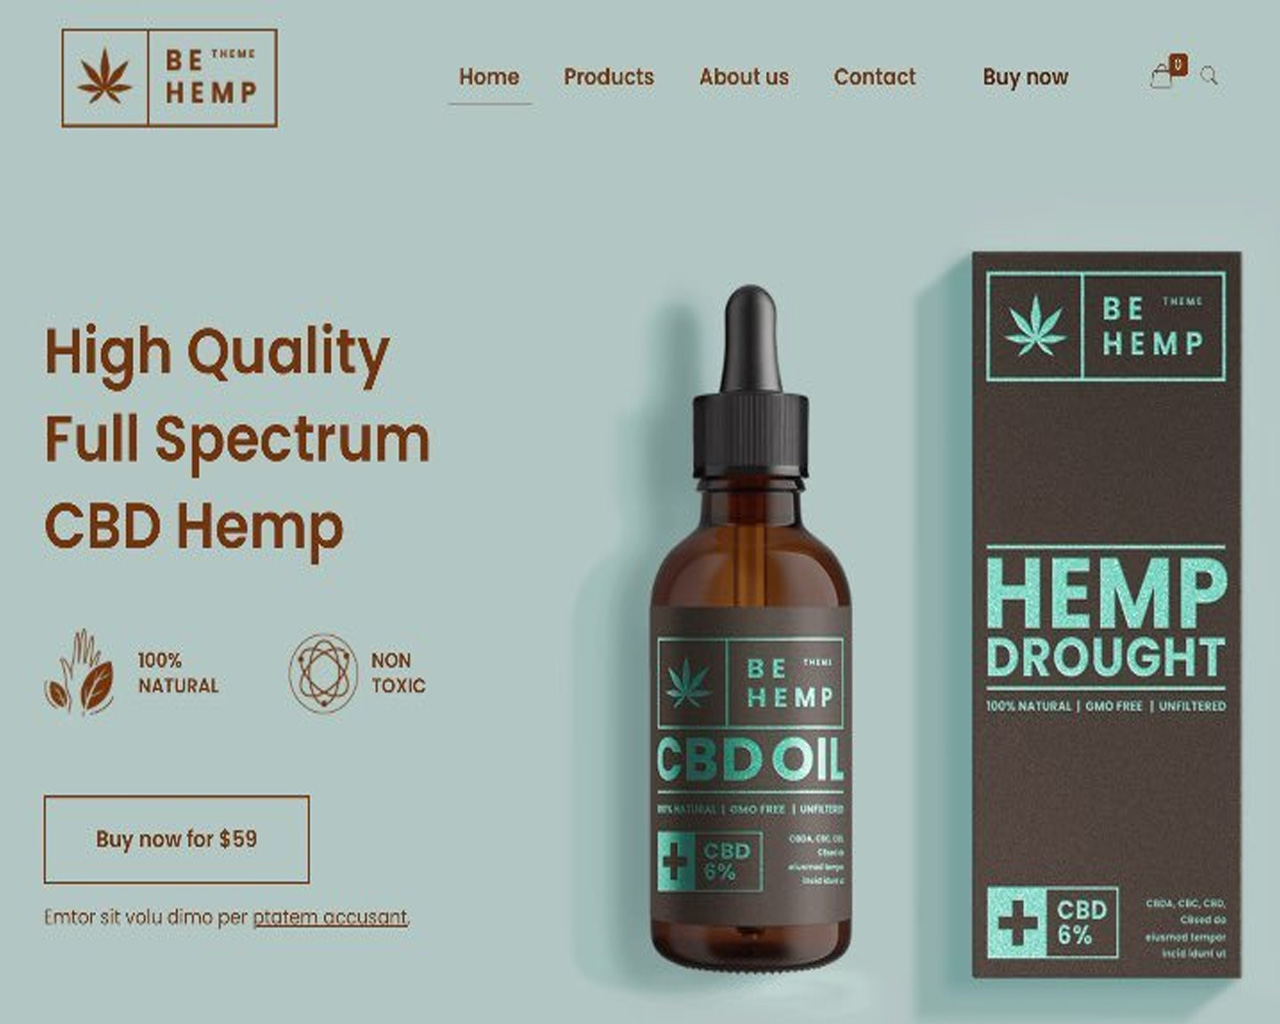 BE THEME
HEMP
Home Products About us Contact Buy now 0
High Quality
Full Spectrum
CBD Hemp
100%
NATURAL
NON
TOXIC
Buy now for $59
Emtor sit volu dimo per ptatem accusant,
BE THEME
HEMP
CBD OIL
100% NATURAL | GMO FREE | UNFILTERED
CBD
6%
CBDA, CBC, CBD,
CBsed do
eiusmod tempor
incid idunt u
BE THEME
HEMP
HEMP
DROUGHT
100% NATURAL | GMO FREE | UNFILTERED
CBD
6%
CBDA, CBC, CBD,
CBsed do
eiusmod tempor
incid idunt ut